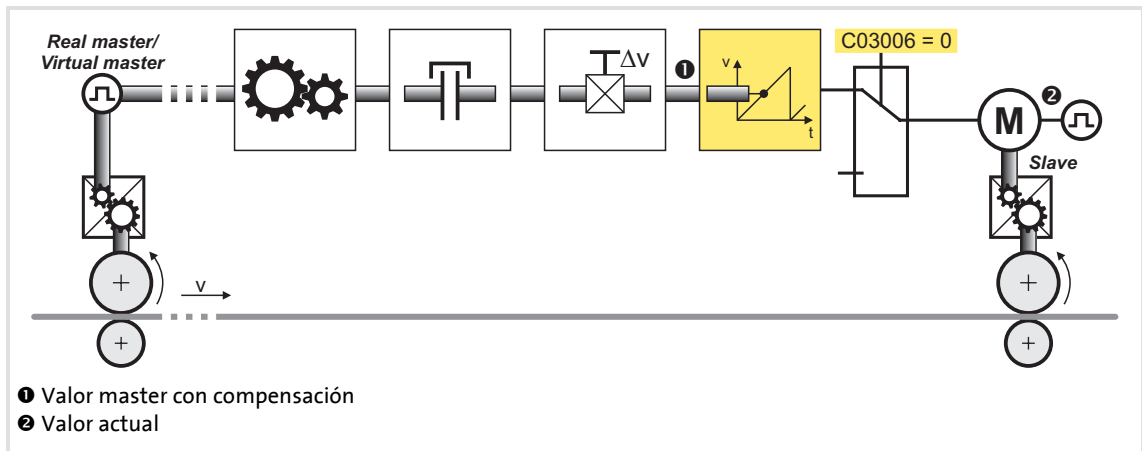 Real master/
Virtual master
Δv
❶
v
t
C03006 = 0
M
❷
Slave
v
❶ Valor master con compensación
❷ Valor actual